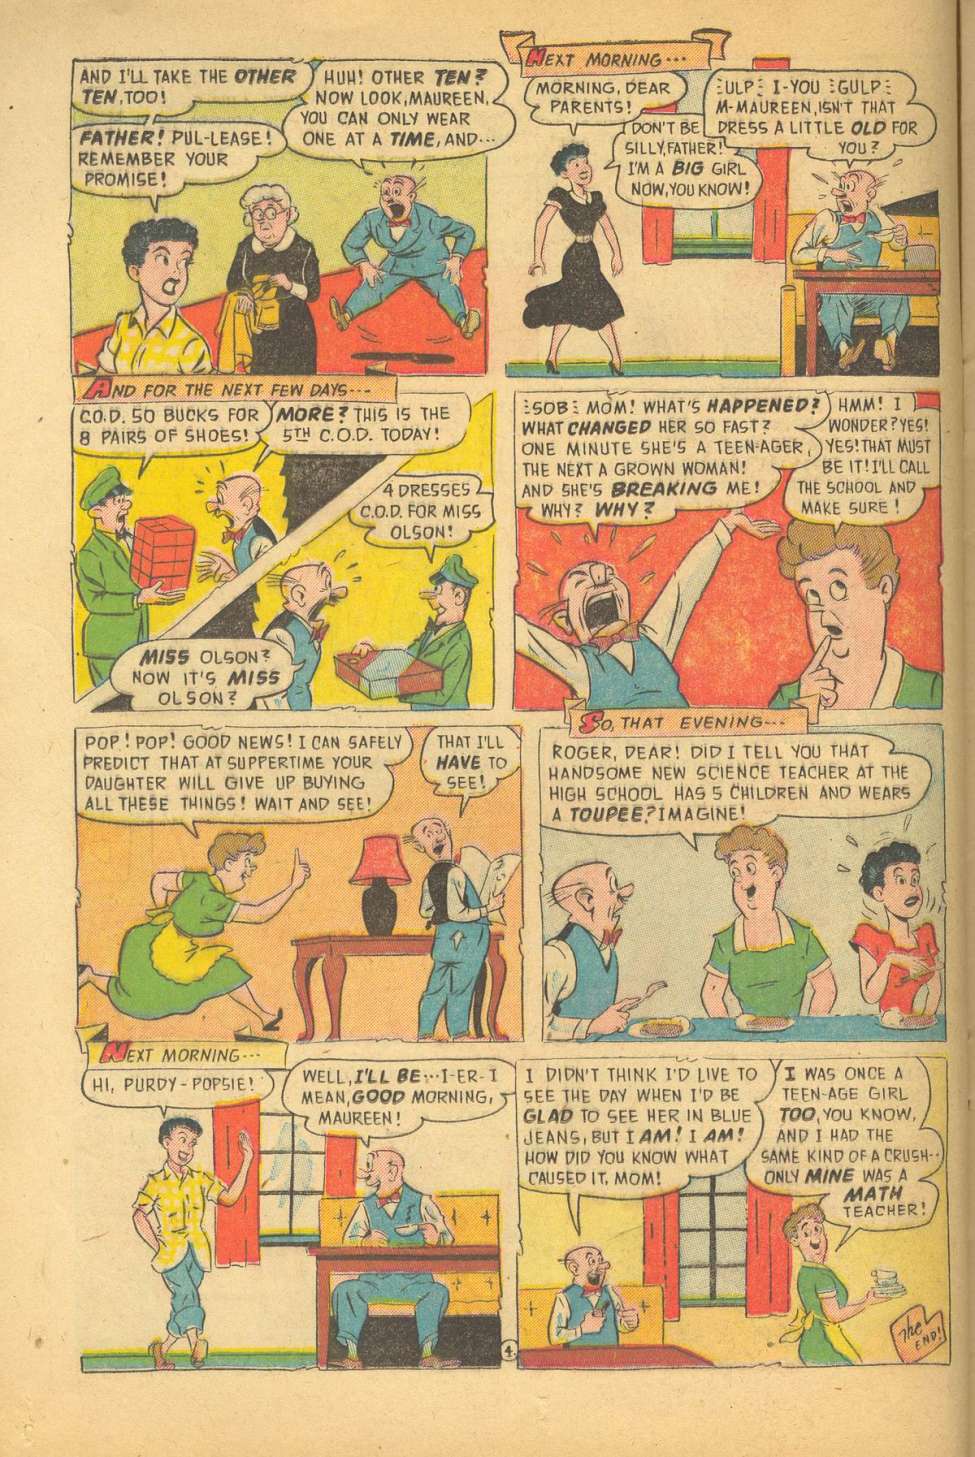 AND I'LL TAKE THE OTHER
TEN, TOO!
FATHER! PUL-LEASE!
REMEMBER YOUR
PROMISE!
HUH! OTHER TEN?
NOW LOOK, MAUREEN,
YOU CAN ONLY WEAR
ONE AT A TIME, AND...
NEXT MORNING...
MORNING, DEAR
PARENTS!
DON'T BE
SILLY, FATHER!
I'M A BIG GIRL
NOW, YOU KNOW!
ULP I-YOU GULP
M-MAUREEN, ISN'T THAT
DRESS A LITTLE OLD FOR
YOU?
AND FOR THE NEXT FEW DAYS...
C.O.D. 50 BUCKS FOR
8 PAIRS OF SHOES!
MORE? THIS IS THE
5TH C.O.D. TODAY!
4 DRESSES
C.O.D. FOR MISS
OLSON!
MISS OLSON?
NOW IT'S MISS
OLSON?
SOB MOM! WHAT'S HAPPENED?
WHAT CHANGED HER SO FAST?
ONE MINUTE SHE'S A TEEN-AGER,
THE NEXT A GROWN WOMAN!
AND SHE'S BREAKING ME!
WHY? WHY?
HMM! I
WONDER? YES!
YES! THAT MUST
BE IT! I'LL CALL
THE SCHOOL AND
MAKE SURE!
POP! POP! GOOD NEWS! I CAN SAFELY
PREDICT THAT AT SUPPERTIME YOUR
DAUGHTER WILL GIVE UP BUYING
ALL THESE THINGS! WAIT AND SEE!
THAT I'LL
HAVE TO
SEE!
SO, THAT EVENING...
ROGER, DEAR! DID I TELL YOU THAT
HANDSOME NEW SCIENCE TEACHER AT THE
HIGH SCHOOL HAS 5 CHILDREN AND WEARS
A TOUPEE? IMAGINE!
NEXT MORNING...
HI, PURDY-POPSIE!
WELL, I'LL BE...I-ER-I
MEAN, GOOD MORNING,
MAUREEN!
4.
I DIDN'T THINK I'D LIVE TO
SEE THE DAY WHEN I'D BE
GLAD TO SEE HER IN BLUE
JEANS, BUT I AM! I AM!
HOW DID YOU KNOW WHAT
CAUSED IT, MOM!
I WAS ONCE A
TEEN-AGE GIRL
TOO, YOU KNOW,
AND I HAD THE
SAME KIND OF A CRUSH...
ONLY MINE WAS A
MATH
TEACHER!
The
END!